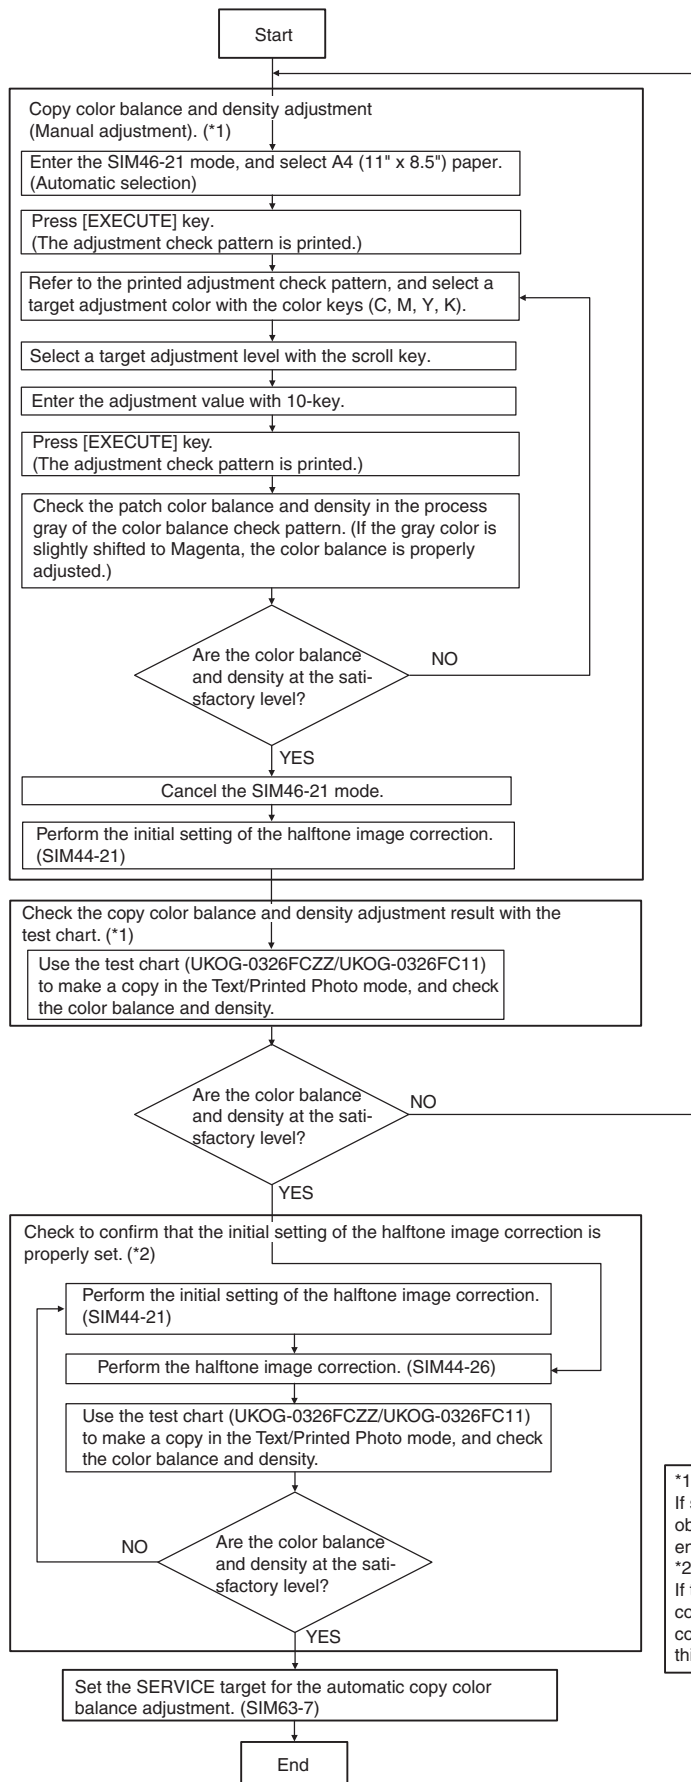 Start
Copy color balance and density adjustment
(Manual adjustment). (*1)
Enter the SIM46-21 mode, and select A4 (11" x 8.5") paper.
(Automatic selection)
Press [EXECUTE] key.
(The adjustment check pattern is printed.)
Refer to the printed adjustment check pattern, and select a
target adjustment color with the color keys (C, M, Y, K).
Select a target adjustment level with the scroll key.
Enter the adjustment value with 10-key.
Press [EXECUTE] key.
(The adjustment check pattern is printed.)
Check the patch color balance and density in the process
gray of the color balance check pattern. (If the gray color is
slightly shifted to Magenta, the color balance is properly
adjusted.)
Are the color balance
and density at the sati-
sfactory level?
NO
YES
Cancel the SIM46-21 mode.
Perform the initial setting of the halftone image correction.
(SIM44-21)
Check the copy color balance and density adjustment result with the
test chart. (*1)
Use the test chart (UKOG-0326FCZZ/UKOG-0326FC11)
to make a copy in the Text/Printed Photo mode, and check
the color balance and density.
Are the color balance
and density at the sati-
sfactory level?
NO
YES
Check to confirm that the initial setting of the halftone image correction is
properly set. (*2)
Perform the initial setting of the halftone image correction.
(SIM44-21)
Perform the halftone image correction. (SIM44-26)
Use the test chart (UKOG-0326FCZZ/UKOG-0326FC11)
to make a copy in the Text/Printed Photo mode, and check
the color balance and density.
NO
Are the color balance
and density at the sati-
sfactory level?
YES
Set the SERVICE target for the automatic copy color
balance adjustment. (SIM63-7)
End
*1
If
*2
If